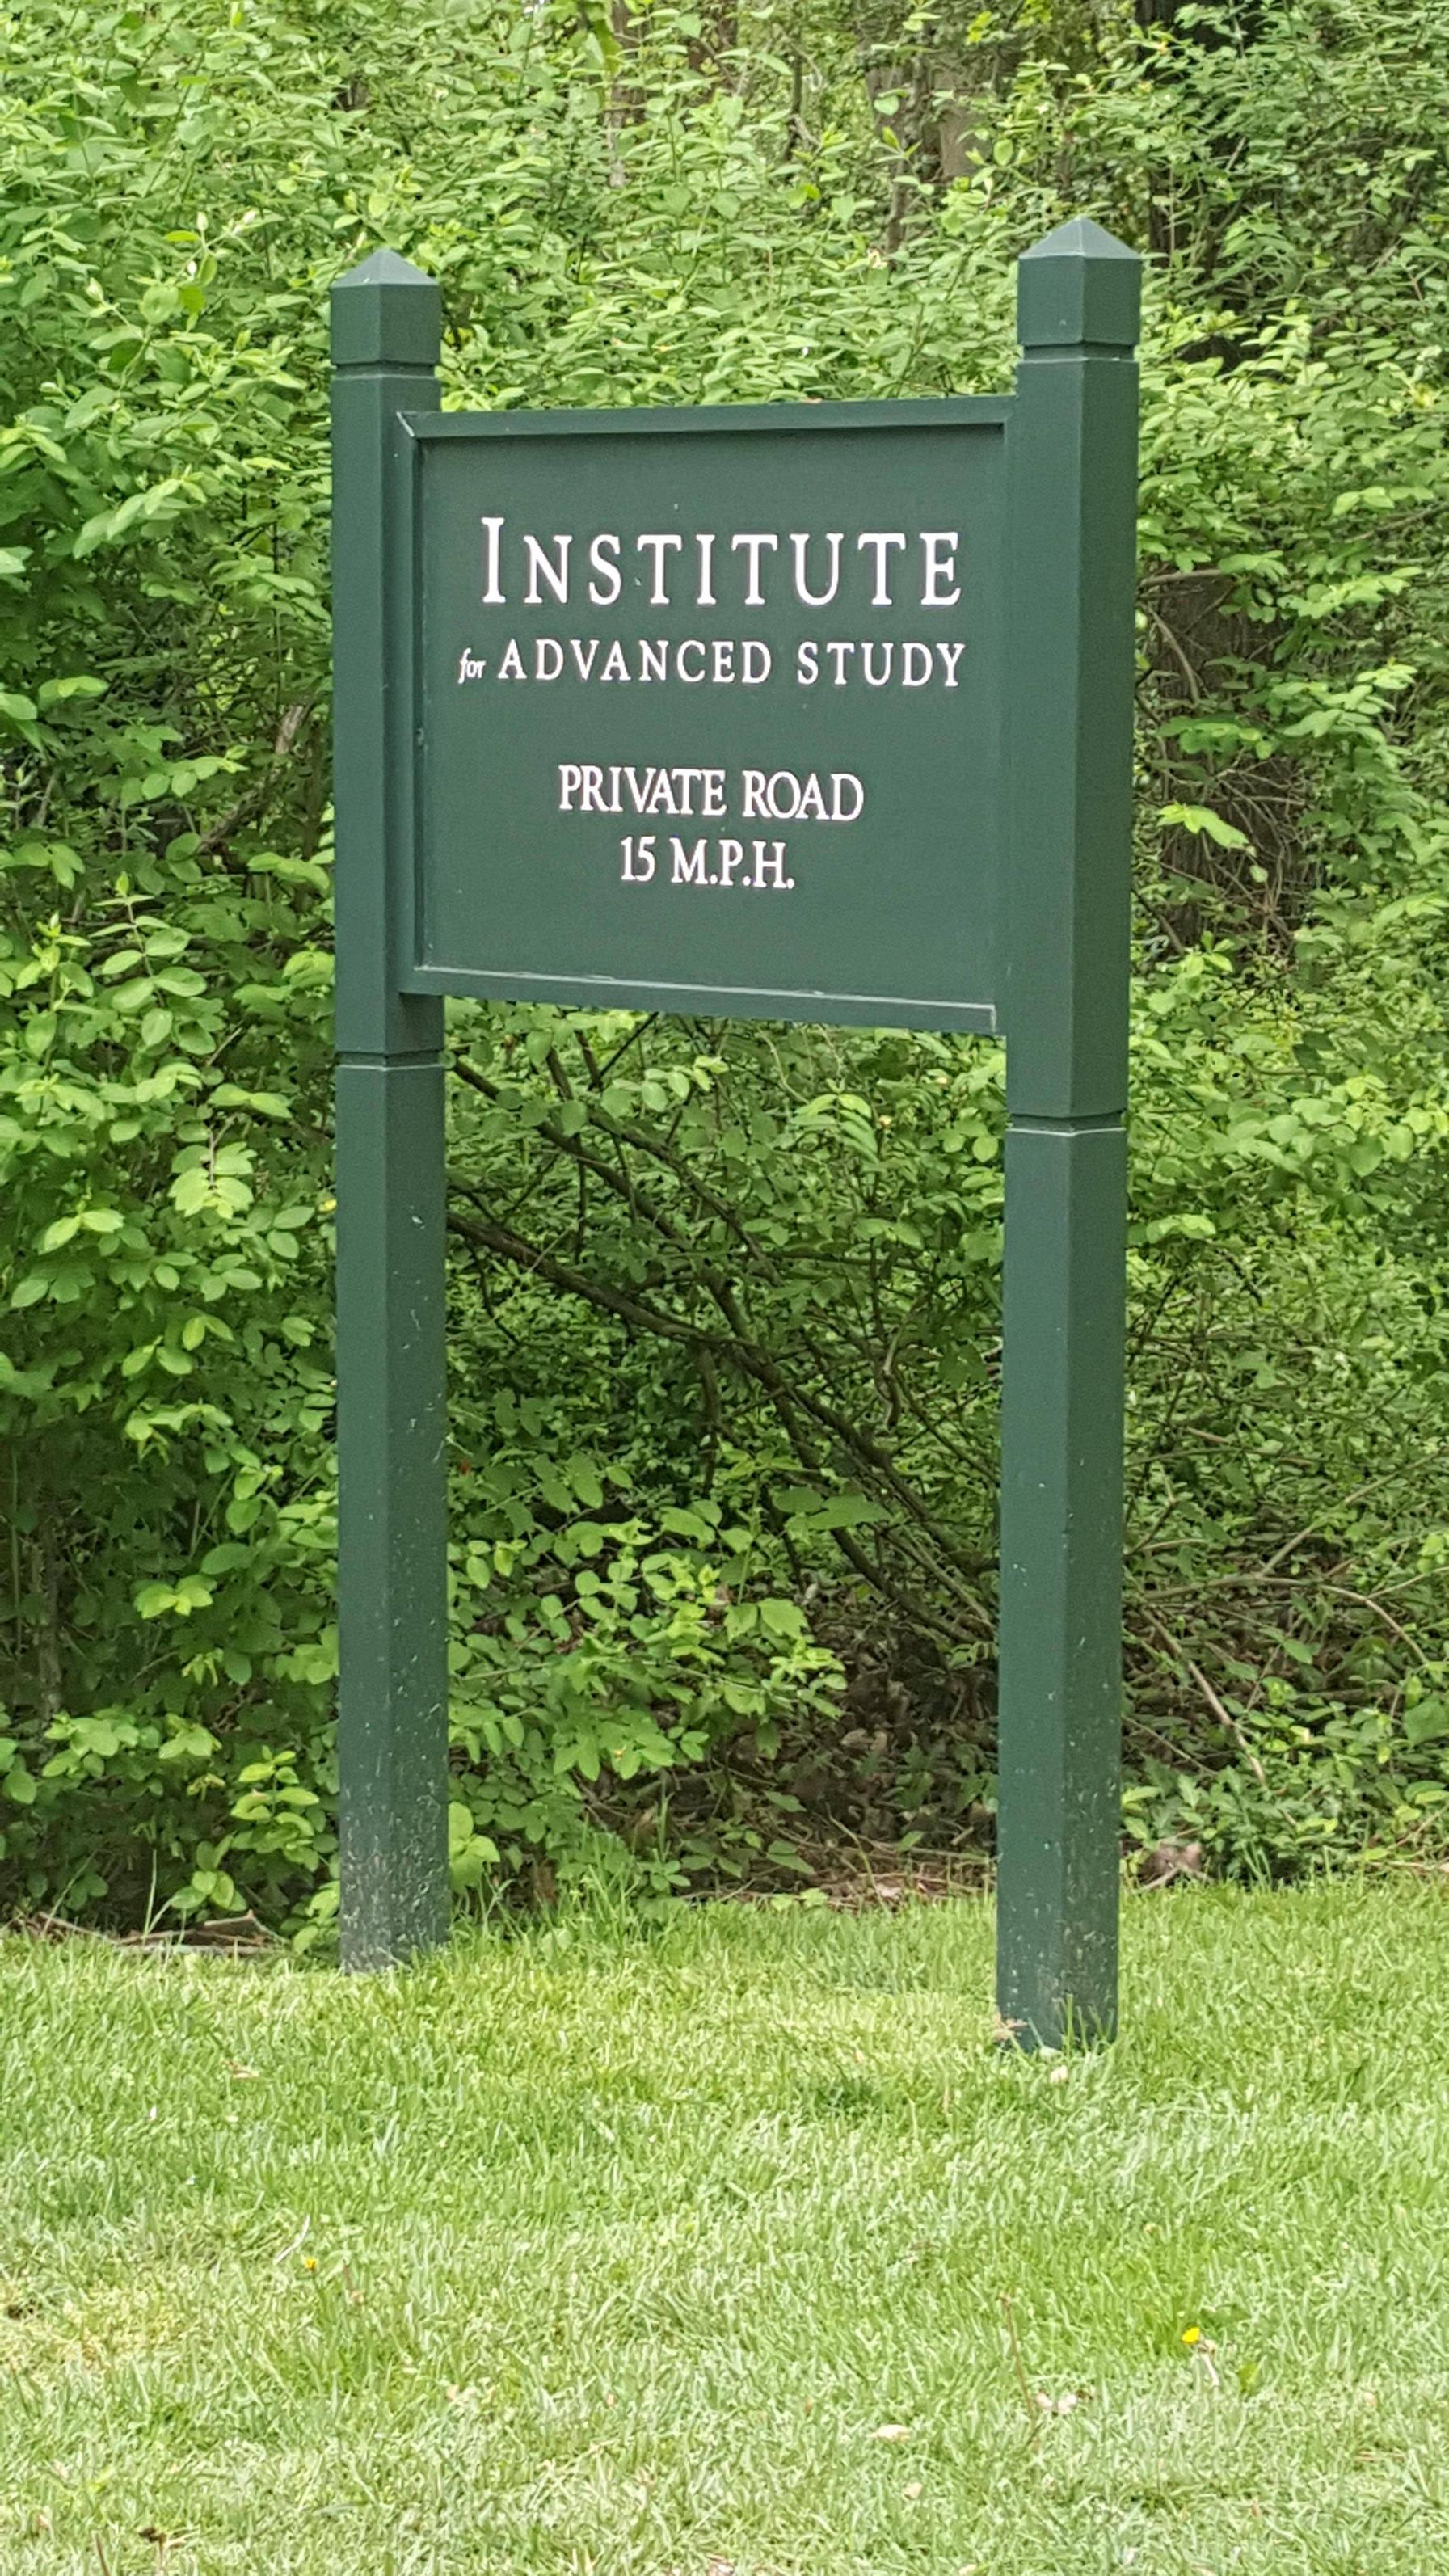 INSTITUTE
for ADVANCED STUDY
PRIVATE ROAD
15 M.P.H.